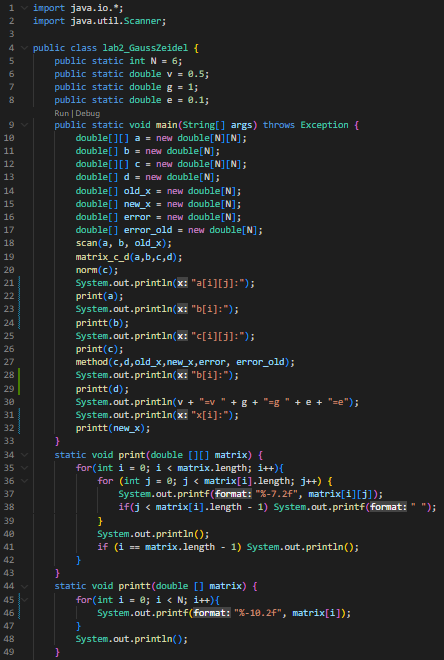 1 import java.io.*;
2 import java.util.Scanner;
3
4 public class lab2_GaussZeidel {
5 public static int N = 6;
6 public static double v = 0.5;
7 public static double g = 1;
8 public static double e = 0.1;
Run | Debug
9 public static void main(String[] args) throws Exception {
10 double[][] a = new double[N][N];
11 double[] b = new double[N];
12 double[][] c = new double[N][N];
13 double[] d = new double[N];
14 double[] old_x = new double[N];
15 double[] new_x = new double[N];
16 double[] error = new double[N];
17 double[] error_old = new double[N];
18 scan(a, b, old_x);
19 matrix_c_d(a,b,c,d);
20 norm(c);
21 System.out.println(x: "a[i][j]:");
22 print(a);
23 System.out.println(x: "b[i]:");
24 printt(b);
25 System.out.println(x: "c[i][j]:");
26 print(c);
27 method(c,d,old_x,new_x,error, error_old);
28 System.out.println(x: "b[i]:");
29 printt(d);
30 System.out.println(v + "=v " + g + "=g " + e + "=e");
31 System.out.println(x: "x[i]:");
32 printt(new_x);
33 }
34 static void print(double [][] matrix) {
35 for(int i = 0; i < matrix.length; i++){
36 for (int j = 0; j < matrix[i].length; j++) {
37 System.out.printf(format: "%-7.2f", matrix[i][j]);
38 if(j < matrix[i].length - 1) System.out.printf(format: " ");
39 }
40 System.out.println();
41 if (i == matrix.length - 1) System.out.println();
42 }
43 }
44 static void printt(double [] matrix) {
45 for(int i = 0; i < N; i++){
46 System.out.printf(format: "%-10.2f", matrix[i]);
47 }
48 System.out.println();
49 }